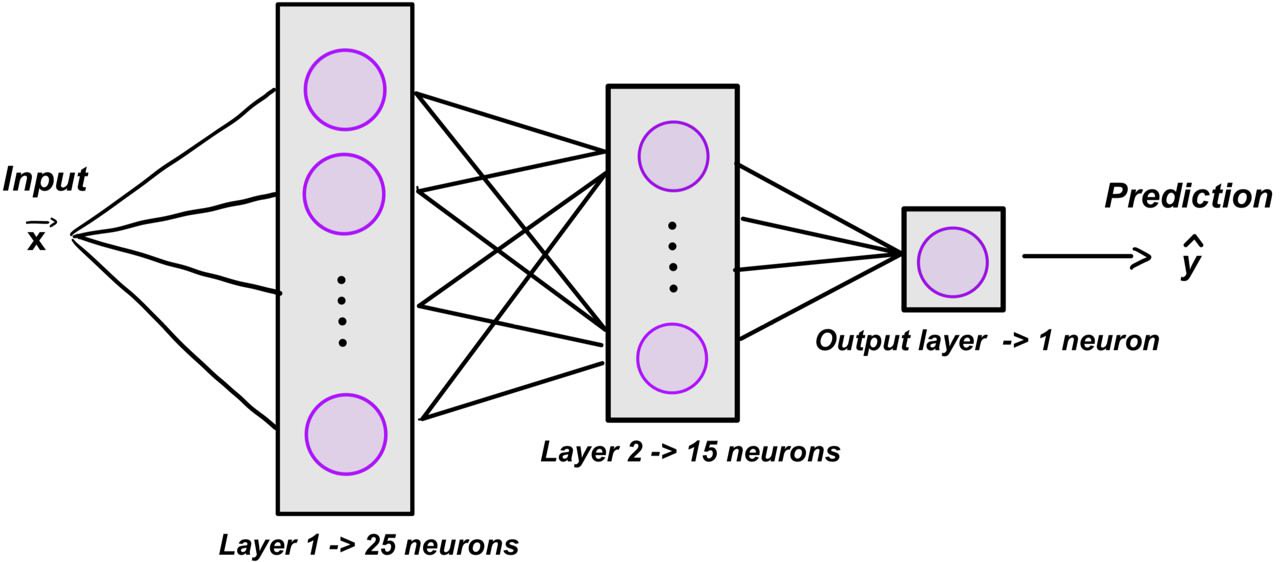 Input
x⃗
Prediction
ŷ
Output layer -> 1 neuron
Layer 2 -> 15 neurons
Layer 1 -> 25 neurons